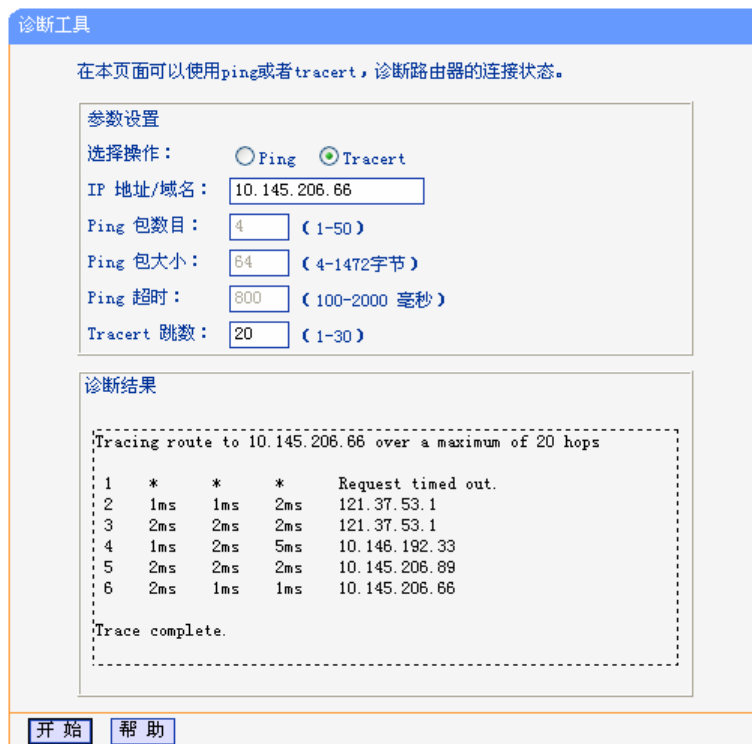 诊断工具
在本页面可以使用ping或者tracert，诊断路由器的连接状态。
参数设置
选择操作： Ping Tracert
IP 地址/域名： 10.145.206.66
Ping 包数目： 4 （1-50）
Ping 包大小： 64 （4-1472字节）
Ping 超时： 800 （100-2000 毫秒）
Tracert 跳数： 20 （1-30）
诊断结果
Tracing route to 10.145.206.66 over a maximum of 20 hops
1 * * * Request timed out.
2 1ms 1ms 2ms 121.37.53.1
3 2ms 2ms 2ms 121.37.53.1
4 1ms 2ms 5ms 10.146.192.33
5 2ms 2ms 2ms 10.145.206.89
6 2ms 1ms 1ms 10.145.206.66
Trace complete.
开 始 帮 助